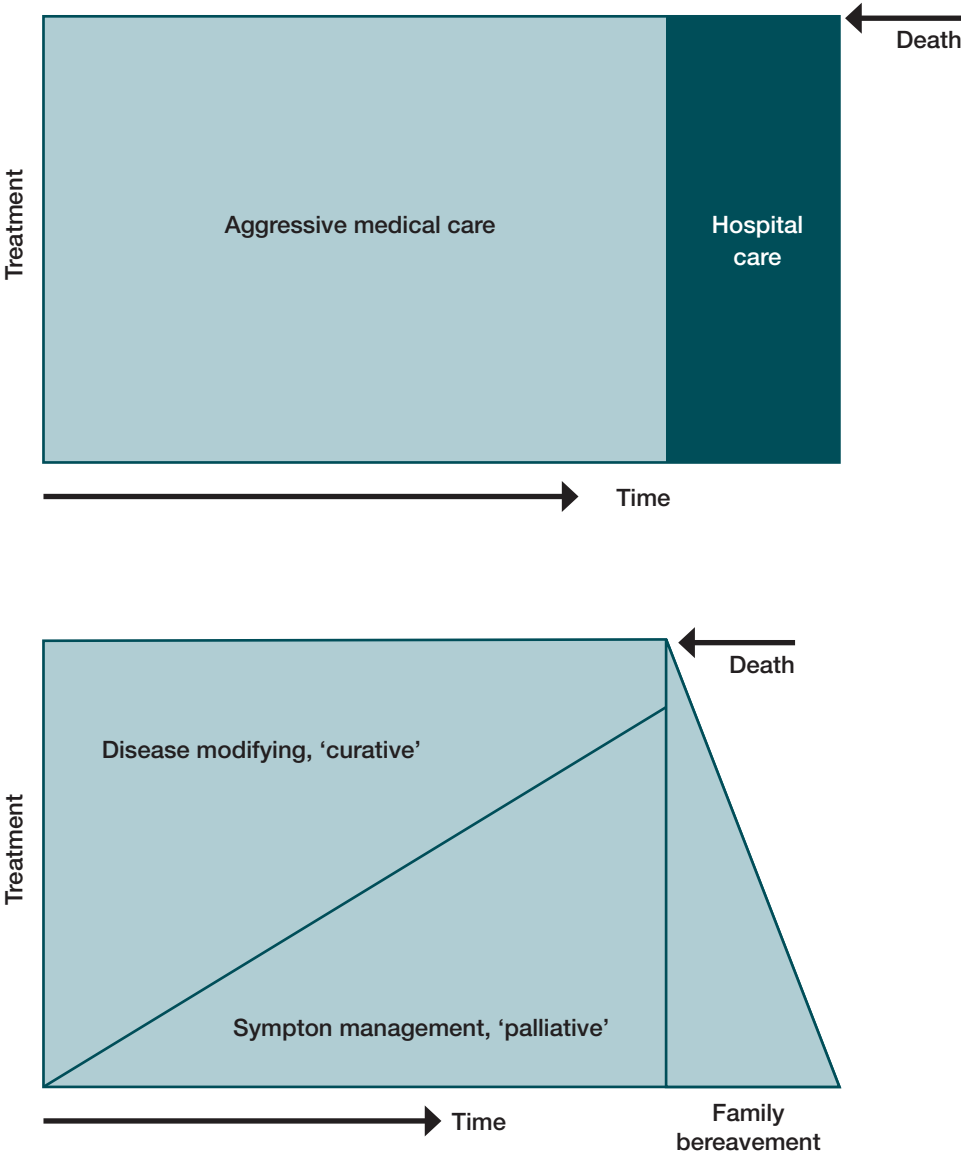 Death
Treatment
Aggressive medical care
Hospital
care
Time
Death
Disease modifying, ‘curative’
Treatment
Sympton management, ‘palliative’
Time
Family
bereavement